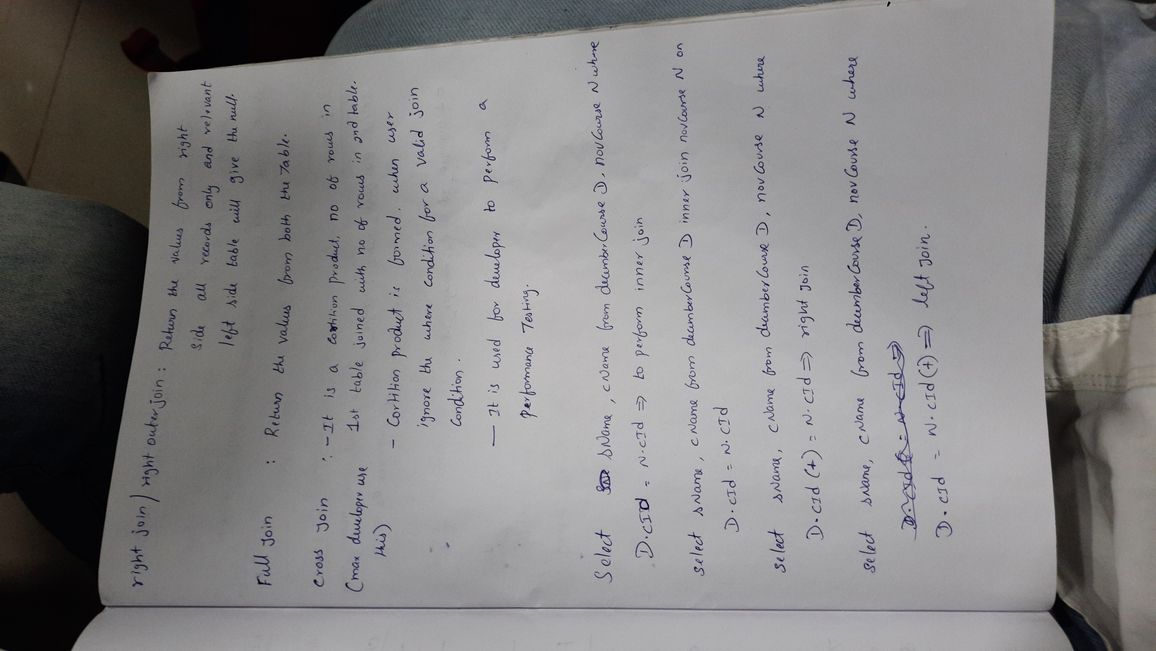 right join / right outer join : Return the values from right
side all records only and relevant
left side table will give the null.
Full Join : Return the values from both the Table.
Cross Join : - It is a cortition product, no of rows in
(max developer use 1st table joined with no of rows in 2nd table.
this)
- Cortition product is formed. when user
ignore the where condition for a valid join
Condition .
- It is used for developer to perform a
performance Testing.
Select SName , cName from decemberCourse D, novCourse N where
D.cID = N.cId ⇒ to perform inner join
Select sName, cName from decemberCourse D inner join novCourse N on
D.cId = N.cId
Select sName, cName from decemberCourse D, novCourse N where
D.cId (+) = N.cId ⇒ right Join
Select sName, cName from decemberCourse D, novCourse N where
D.cId = N.cId (+) ⇒ left Join.